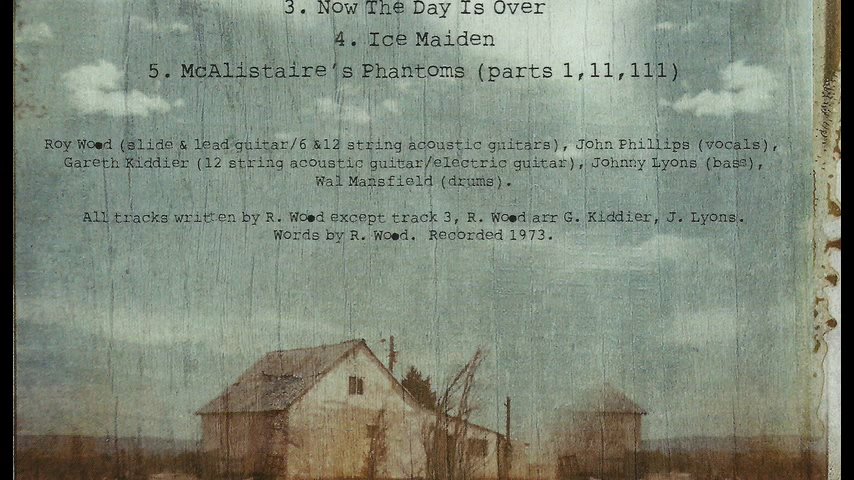 3. Now The Day Is Over
4. Ice Maiden
5. McAlistaire's Phantoms (parts 1,11,111)
Roy Wood (slide & lead guitar/6 &12 string acoustic guitars), John Phillips (vocals),
Gareth Kiddier (12 string acoustic guitar/electric guitar), Johnny Lyons (bass),
Wal Mansfield (drums).
All tracks written by R. Wood except track 3, R. Wood arr G. Kiddier, J. Lyons.
Words by R. Wood. Recorded 1973.